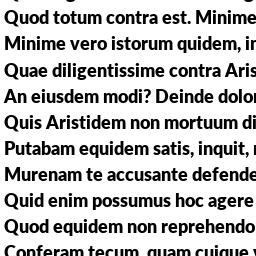 Quod totum contra est. Minime
Minime vero istorum quidem,
Quae diligentissime contra Aris
An eiusdem modi? Deinde dolor
Quis Aristidem non mortuum di
Putabam equidem satis, inquit,
Murenam te accusante defende
Quid enim possumus hoc agere
Quod equidem non reprehendo
Conferam tecum, quam cuique